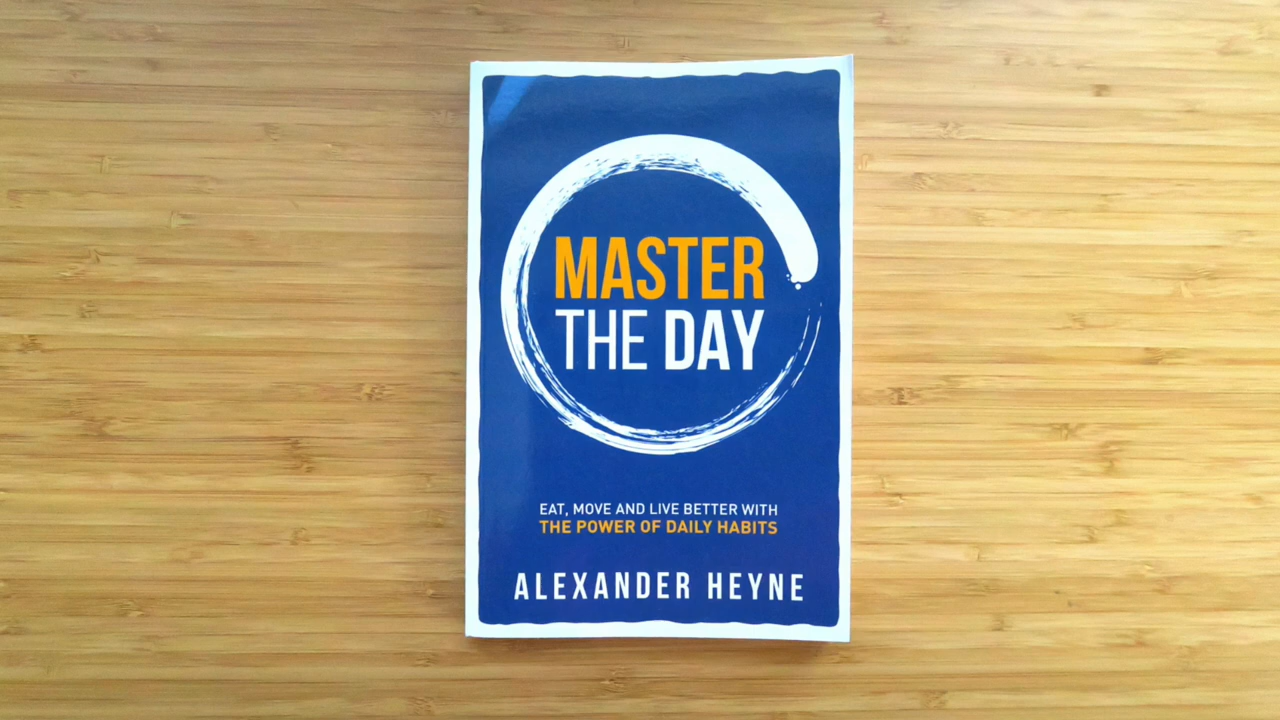 MASTER
THE DAY
EAT, MOVE AND LIVE BETTER WITH
THE POWER OF DAILY HABITS
ALEXANDER HEYNE